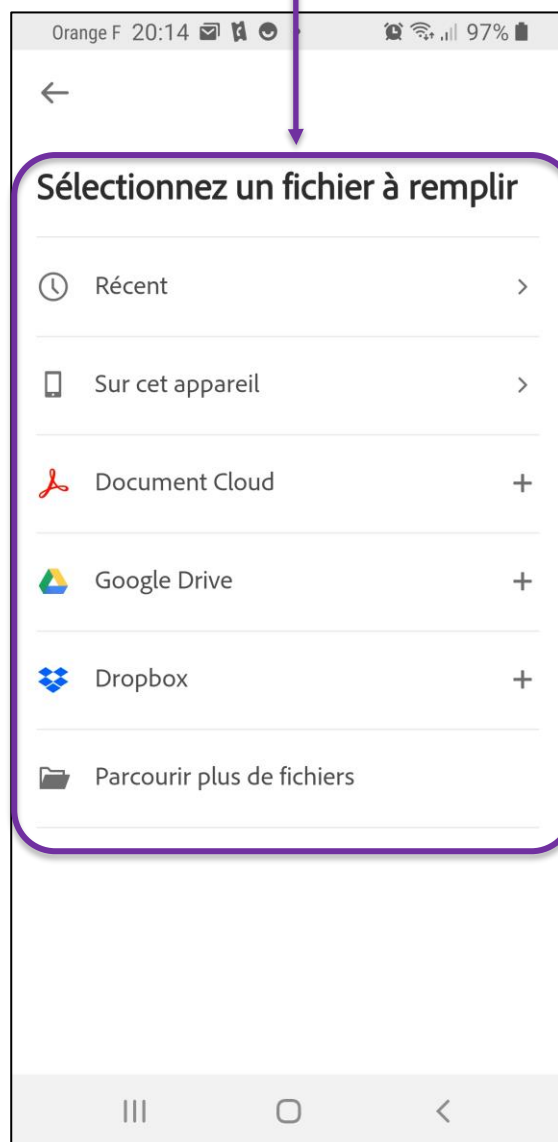 Orange F 20:14 97%
Sélectionnez un fichier à remplir
Récent
Sur cet appareil
Document Cloud
Google Drive
Dropbox
Parcourir plus de fichiers